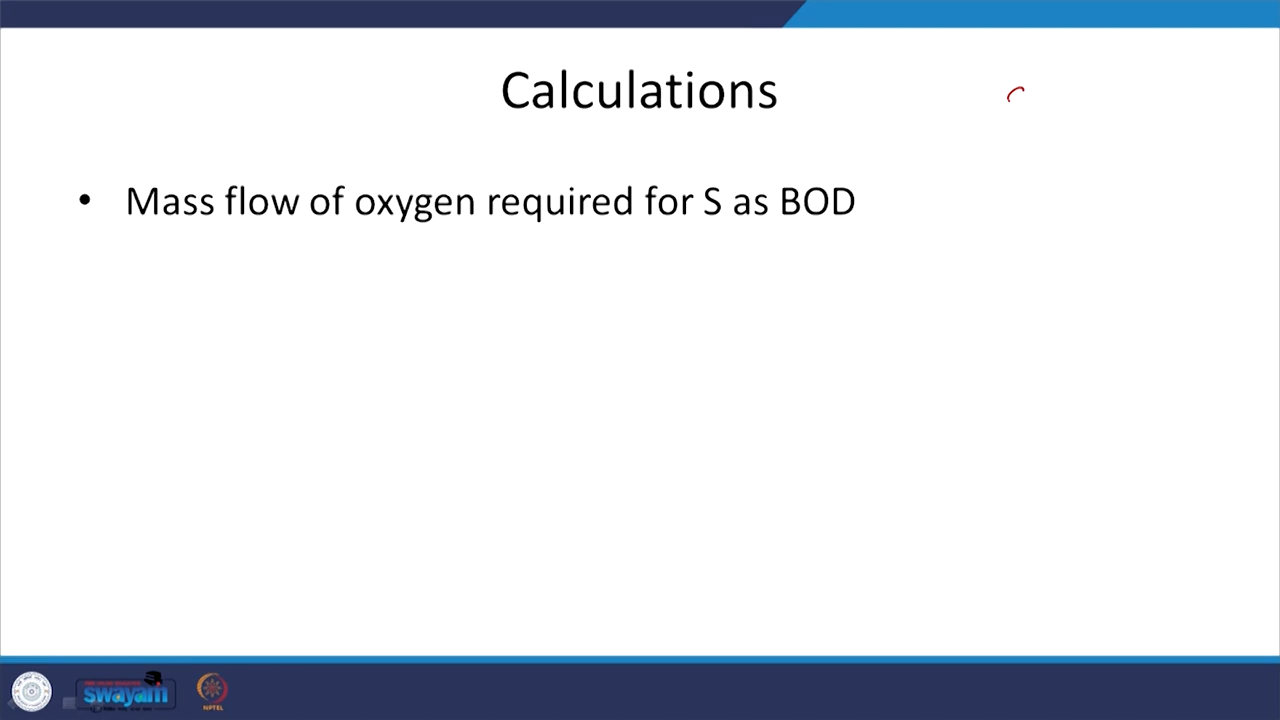 Calculations
• Mass flow of oxygen required for S as BOD
swayam
NPTEL